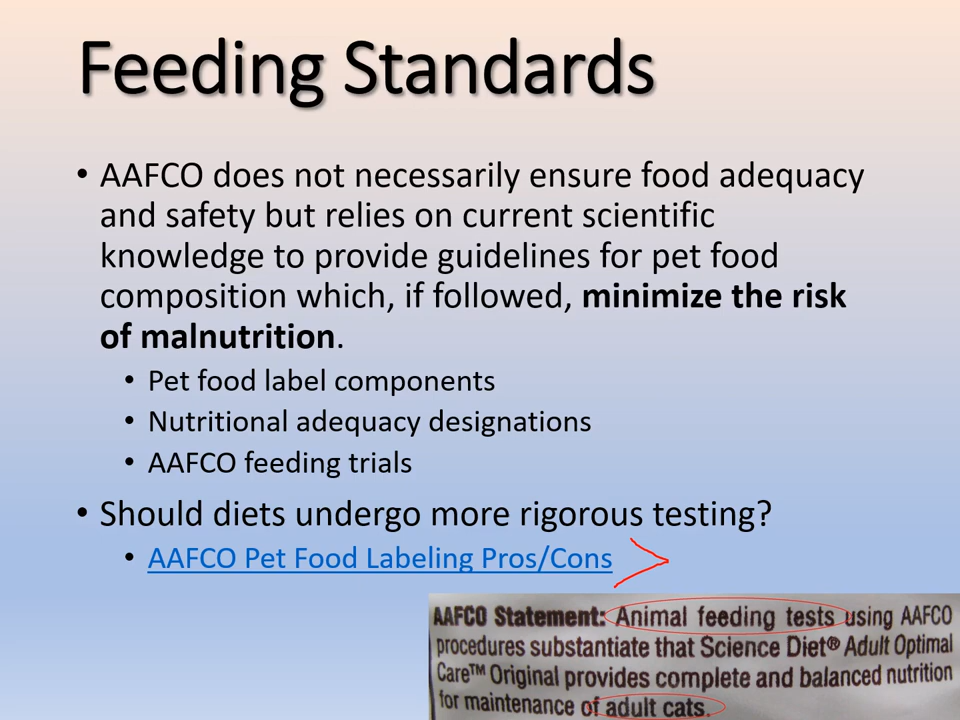 Feeding Standards
• AAFCO does not necessarily ensure food adequacy
and safety but relies on current scientific
knowledge to provide guidelines for pet food
composition which, if followed, minimize the risk
of malnutrition.
• Pet food label components
• Nutritional adequacy designations
• AAFCO feeding trials
• Should diets undergo more rigorous testing?
• AAFCO Pet Food Labeling Pros/Cons
AAFCO Statement: Animal feeding tests using AAFCO
procedures substantiate that Science Diet® Adult Optimal
Care™ Original provides complete and balanced nutrition
for maintenance of adult cats.